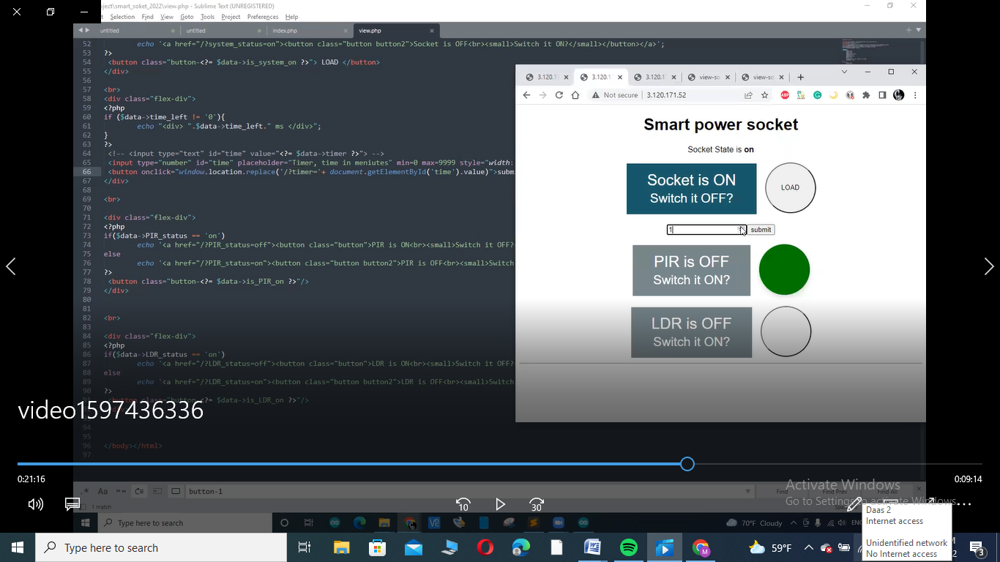 ject\smart_soket_2022\view.php - Sublime Text (UNREGISTERED)
t Selection Find View Goto Tools Project Preferences Help
untitled untitled index.php view.php
52 echo '<a href="/?system_status=on"><button class="button button2">Socket is OFF<br><small>Switch it ON?</small></button></a>';
53 ?>
54 <button class="button-<?= $data->is_system_on ?>"> LOAD </button>
55 </div>
56
57 <br>
58 <div class="flex-div">
59 <?php
60 if ($data->time_left != '0'){
61 echo "<div> ".$data->time_left." ms </div>";
62 }
63 ?>
64 <!-- <input type="text" id="time" value="<?= $data->timer ?>"> -->
65 <input type="number" id="time" placeholder="Timer, time in meniutes" min=0 max=9999 style="width:
66 <button onclick="window.location.replace('/?timer='+ document.getElementById('time').value)">subm
67 </div>
68
69 <br>
70
71 <div class="flex-div">
72 <?php
73 if($data->PIR_status == 'on')
74 echo '<a href="/?PIR_status=off"><button class="button">PIR is ON<br><small>Switch it OFF?
75 else
76 echo '<a href="/?PIR_status=on"><button class="button button2">PIR is OFF<br><small>Switch
77 ?>
78 <button class="button-<?= $data->is_PIR_on ?>"/>
79 </div>
80
81
82 <br>
83
84 <div class="flex-div">
85 <?php
86 if($data->LDR_status == 'on')
87 echo '<a href="/?LDR_status=off"><button class="button">LDR is ON<br><small>Switch it OFF?
88 else
89 echo '<a href="/?LDR_status=on"><button class="button button2">LDR is OFF<br><small>Switch
90 ?>
<button class="button-<?= $data->is_LDR_on ?>"/>
94
95
96 </body></html>
97
3.120.1 3.120.1 3.120.1 view-so view-so
Not secure 3.120.171.52
Smart power socket
Socket State is on
Socket is ON
Switch it OFF?
LOAD
1 submit
PIR is OFF
Switch it ON?
LDR is OFF
Switch it ON?
video1597436336
0:21:16 0:09:14
Aa button-1 Find Find Prev Find All
1 match
10 30
Activate Windows
Go to Settings to activate Windows.
Type here to search 70°F Cloudy ENG
Daas 2
Internet access
Unidentified network
No Internet access
Type here to search 59°F 3